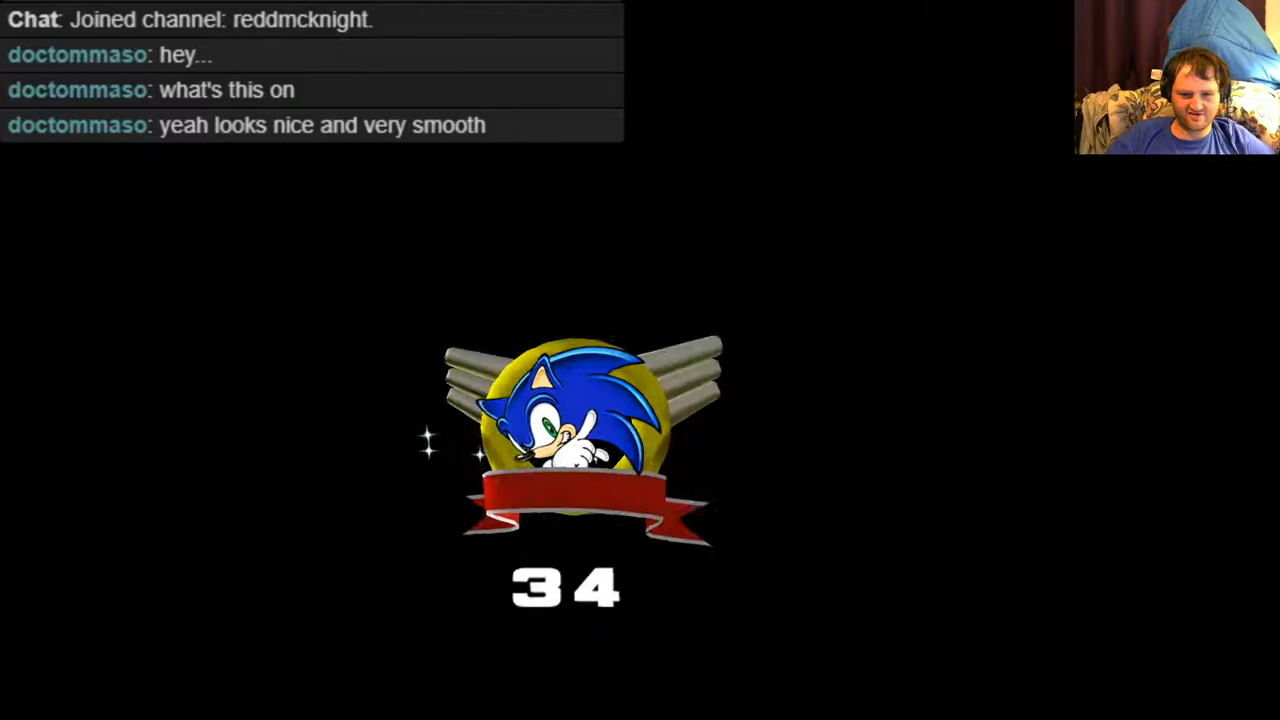 Chat: Joined channel: reddmcknight.
doctommaso: hey...
doctommaso: what's this on
doctommaso: yeah looks nice and very smooth
34